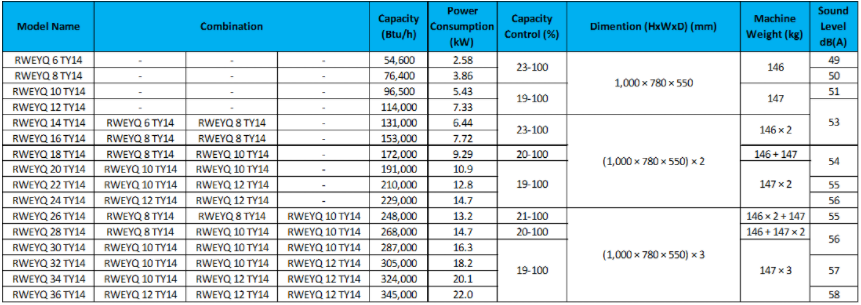 Model Name Combination Capacity (Btu/h) Power Consumption (kW) Capacity Control (%) Dimention (HxWxD) (mm) Machine Weight (kg) Sound Level dB(A)
RWEYQ 6 TY14 - - - 54,600 2.58 23-100 1,000 × 780 × 550 146 49
RWEYQ 8 TY14 - - - 76,400 3.86 50
RWEYQ 10 TY14 - - - 96,500 5.43 19-100 147 51
RWEYQ 12 TY14 - - - 114,000 7.33 53
RWEYQ 14 TY14 RWEYQ 6 TY14 RWEYQ 8 TY14 - 131,000 6.44 23-100 (1,000 × 780 × 550) × 2 146 × 2
RWEYQ 16 TY14 RWEYQ 8 TY14 RWEYQ 8 TY14 - 153,000 7.72
RWEYQ 18 TY14 RWEYQ 8 TY14 RWEYQ 10 TY14 - 172,000 9.29 20-100 146 + 147 54
RWEYQ 20 TY14 RWEYQ 10 TY14 RWEYQ 10 TY14 - 191,000 10.9 19-100 147 × 2
RWEYQ 22 TY14 RWEYQ 10 TY14 RWEYQ 12 TY14 - 210,000 12.8 55
RWEYQ 24 TY14 RWEYQ 12 TY14 RWEYQ 12 TY14 - 229,000 14.7 56
RWEYQ 26 TY14 RWEYQ 8 TY14 RWEYQ 8 TY14 RWEYQ 10 TY14 248,000 13.2 21-100 (1,000 × 780 × 550) × 3 146 × 2 + 147 55
RWEYQ 28 TY14 RWEYQ 8 TY14 RWEYQ 10 TY14 RWEYQ 10 TY14 268,000 14.7 20-100 146 + 147 × 2 56
RWEYQ 30 TY14 RWEYQ 10 TY14 RWEYQ 10 TY14 RWEYQ 10 TY14 287,000 16.3 19-100 147 × 3
RWEYQ 32 TY14 RWEYQ 10 TY14 RWEYQ 10 TY14 RWEYQ 12 TY14 305,000 18.2 57
RWEYQ 34 TY14 RWEYQ 10 TY14 RWEYQ 12 TY14 RWEYQ 12 TY14 324,000 20.1
RWEYQ 36 TY14 RWEYQ 12 TY14 RWEYQ 12 TY14 RWEYQ 12 TY14 345,000 22.0 58